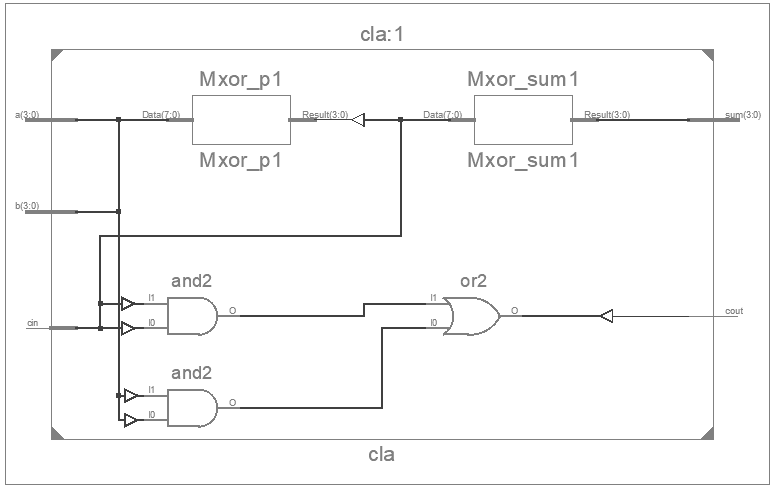 cla:1
Mxor_p1
Mxor_sum1
a(3:0)
Data(7:0)
Result(3:0)
Data(7:0)
Result(3:0)
sum(3:0)
Mxor_p1
Mxor_sum1
b(3:0)
and2
or2
I1
O
I1
cin
I0
I0
O
cout
and2
I1
O
I0
cla